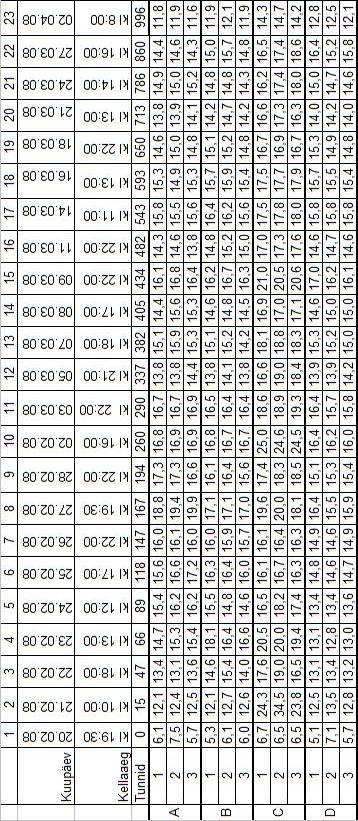 1 2 3 4 5 6 7 8 9 10 11 12 13 14 15 16 17 18 19 20 21 22 23
Kuupäev 20.02.08 21.02.08 22.02.08 23.02.08 24.02.08 25.02.08 26.02.08 27.02.08 28.02.08 02.02.08 03.03.08 05.03.08 07.03.08 08.03.08 09.03.08 11.03.08 14.03.08 16.03.08 18.03.08 21.03.08 24.03.08 27.03.08 02.04.08
Kellaaeg kl 19:30 kl 10:00 kl 18:00 kl 13:00 kl 12:00 kl 17:00 kl 22:00 kl 19:30 kl 22:00 kl 16:00 kl 22:00 kl 21:00 kl 18:00 kl 17:00 kl 22:00 kl 22:00 kl 11:00 kl 13:00 kl 22:00 kl 13:00 kl 14:00 kl 16:00 kl 8:00
Tunnid 0 15 47 66 89 118 147 167 194 260 290 337 382 405 434 482 543 593 650 713 786 860 996
A 1 6,1 12,1 13,4 14,7 15,4 15,6 16,0 18,8 17,3 16,8 16,7 13,8 15,1 14,4 16,1 14,3 15,8 15,3 14,6 13,8 14,9 14,4 11,8
2 7,5 12,4 13,1 15,3 16,2 16,6 16,1 19,4 16,6 16,9 16,7 13,8 15,9 15,6 16,8 14,6 15,5 14,9 15,0 13,9 15,0 14,6 11,9
3 5,7 13,5 13,6 15,4 16,2 17,2 16,0 19,9 16,8 16,9 16,9 14,4 15,3 15,3 16,4 13,8 15,6 15,3 14,8 14,1 15,2 14,3 11,6
B 1 5,3 12,1 14,6 18,1 15,5 16,3 16,0 17,1 16,1 16,8 16,5 13,8 15,1 14,6 16,2 14,8 16,4 15,7 15,1 14,2 14,9 15,0 11,9
2 6,1 12,7 15,4 16,4 14,8 16,4 15,9 17,1 16,4 16,7 16,4 14,1 15,2 14,8 16,7 15,2 16,2 15,9 15,2 14,7 14,2 15,7 12,1
3 6,0 12,6 14,0 16,6 14,6 16,0 15,7 17,0 15,6 16,7 16,4 13,8 14,2 14,5 16,3 15,0 15,6 14,9 14,8 14,2 14,3 14,8 11,9
C 1 6,7 24,3 17,6 20,5 16,5 16,1 16,1 19,6 17,4 25,0 18,6 16,6 18,1 16,9 21,0 17,0 17,5 17,5 16,7 16,6 16,2 16,5 14,3
2 6,5 34,5 19,0 20,0 18,2 16,7 16,4 20,0 18,3 24,6 18,9 19,0 18,8 17,0 20,5 17,3 17,8 17,7 16,9 17,3 17,4 17,4 14,2
3 6,5 23,8 16,5 19,4 17,4 16,3 16,3 18,1 18,5 24,5 19,3 18,4 18,3 17,1 20,6 17,6 18,0 17,9 16,7 16,3 18,0 18,6 14,7
D 1 5,1 12,5 13,1 13,1 13,4 14,8 14,9 16,4 15,1 16,4 16,4 13,9 15,3 14,6 17,0 14,6 15,8 15,7 15,3 14,0 14,2 16,4 12,8
2 7,1 13,5 13,4 12,8 13,4 14,6 14,9 15,5 15,3 16,2 15,7 13,9 15,2 15,0 16,2 14,7 15,8 15,5 14,9 14,2 14,0 15,2 12,5
3 5,7 12,8 13,2 13,0 13,6 14,7 14,9 15,9 15,4 16,0 15,8 14,2 15,0 14,4 16,1 14,6 15,8 15,4 14,8 14,0 14,6 15,8 12,1